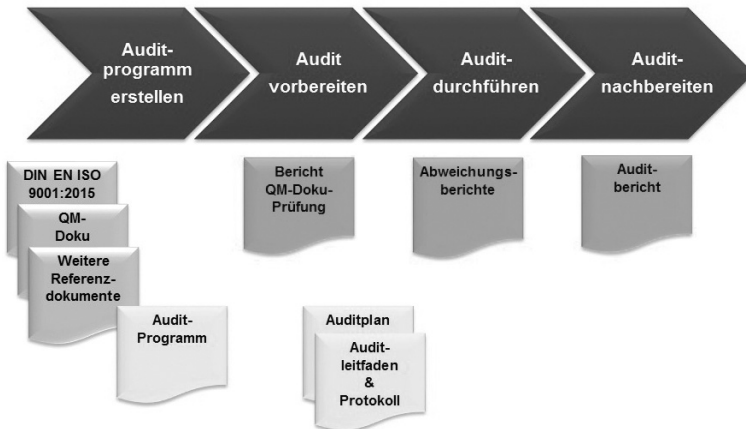 Audit-
programm
erstellen
Audit
vorbereiten
Audit-
durchführen
Audit-
nachbereiten
DIN EN ISO
9001:2015
QM-
Doku
Weitere
Referenz-
dokumente
Audit-
Programm
Bericht
QM-Doku-
Prüfung
Auditplan
Audit-
leitfaden
&
Protokoll
Abweichungs-
berichte
Audit-
bericht